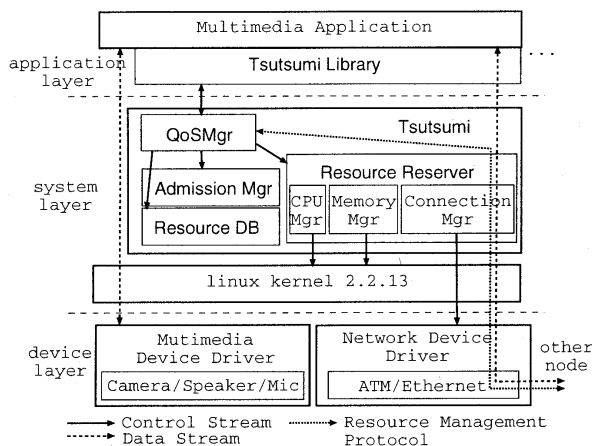 Multimedia Application
...
application
layer
Tsutsumi Library
QoSMgr
Tsutsumi
system
layer
Admission Mgr
Resource DB
Resource Reserver
CPU
Mgr
Memory
Mgr
Connection
Mgr
linux kernel 2.2.13
device
layer
Mutimedia
Device Driver
Camera/Speaker/Mic
Network Device
Driver
ATM/Ethernet
other
node
Control Stream
Data Stream
Resource Management
Protocol